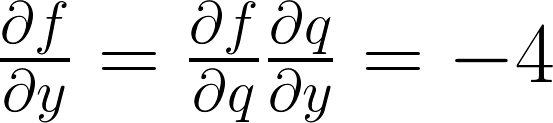 ∂f/∂y = ∂f/∂q ∂q/∂y = −4